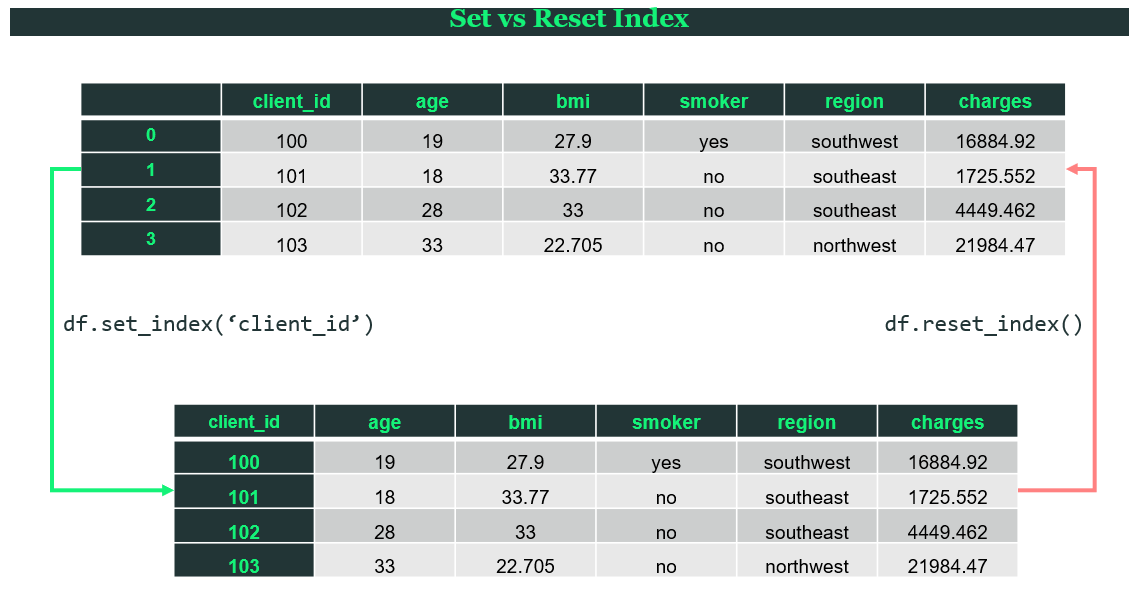 Set vs Reset Index
client_id age bmi smoker region charges
0 100 19 27.9 yes southwest 16884.92
1 101 18 33.77 no southeast 1725.552
2 102 28 33 no southeast 4449.462
3 103 33 22.705 no northwest 21984.47
df.set_index(‘client_id’) df.reset_index()
client_id age bmi smoker region charges
100 19 27.9 yes southwest 16884.92
101 18 33.77 no southeast 1725.552
102 28 33 no southeast 4449.462
103 33 22.705 no northwest 21984.47